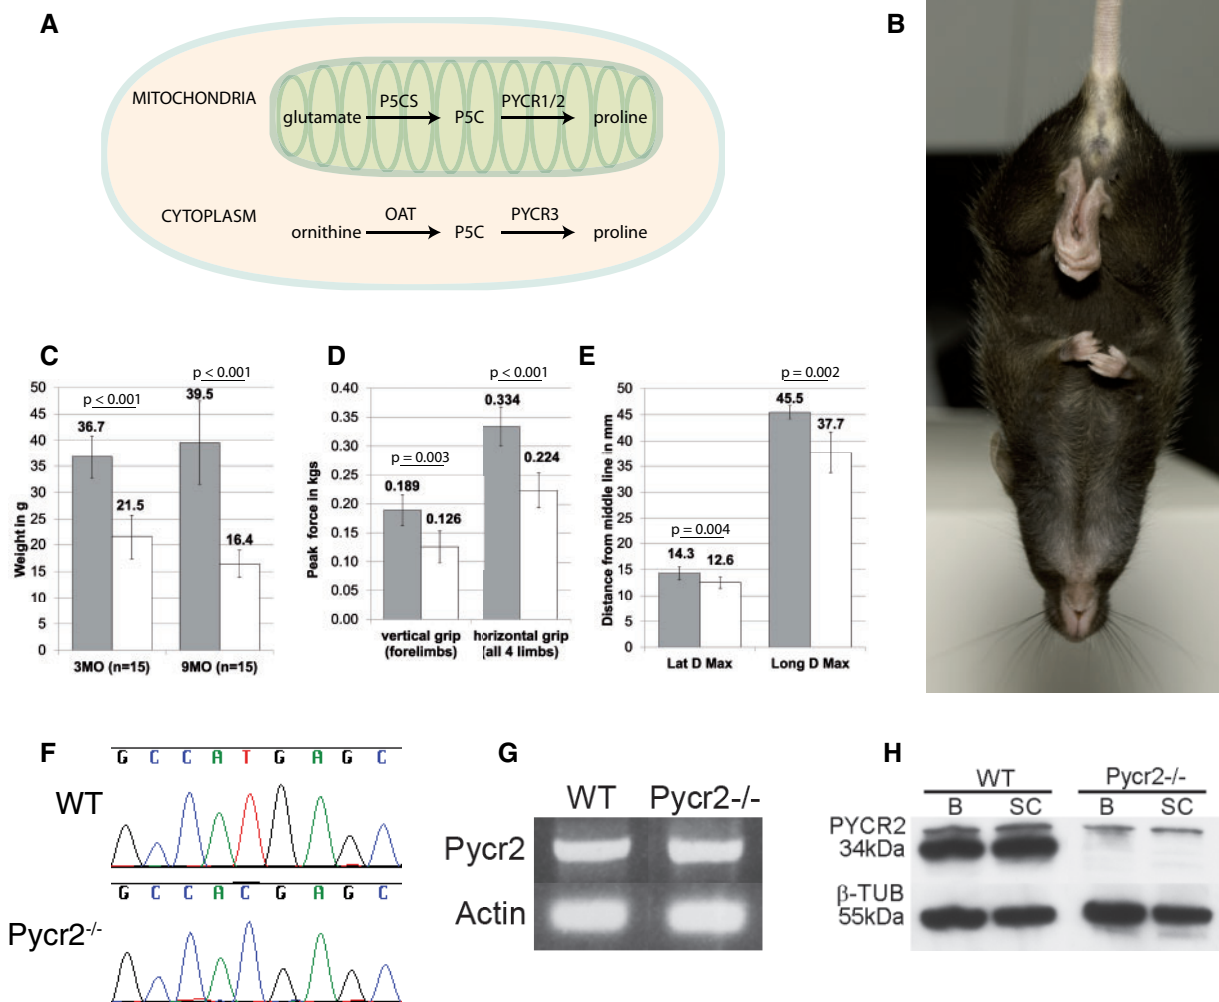 A
MITOCHONDRIA
glutamate P5CS P5C PYCR1/2 proline
CYTOPLASM
ornithine OAT P5C PYCR3 proline
B
C
p < 0.001
p < 0.001
36.7
21.5
39.5
16.4
Weight in g
50
45
40
35
30
25
20
15
10
5
0
3MO (n=15) 9MO (n=15)
D
p = 0.003
p < 0.001
0.189
0.126
0.334
0.224
Peak force in kgs
0.40
0.35
0.30
0.25
0.20
0.15
0.10
0.05
0.00
vertical grip
(forelimbs)
horizontal grip
(all 4 limbs)
E
p = 0.004
p = 0.002
14.3
12.6
45.5
37.7
Distance from middle line in mm
50
45
40
35
30
25
20
15
10
5
0
Lat D Max Long D Max
F
G C C A T G A G C
WT
G C C A C G A G C
Pycr2-/-
G
WT Pycr2-/-
Pycr2
Actin
H
WT Pycr2-/-
B SC B SC
PYCR2
34kDa
β-TUB
55kDa